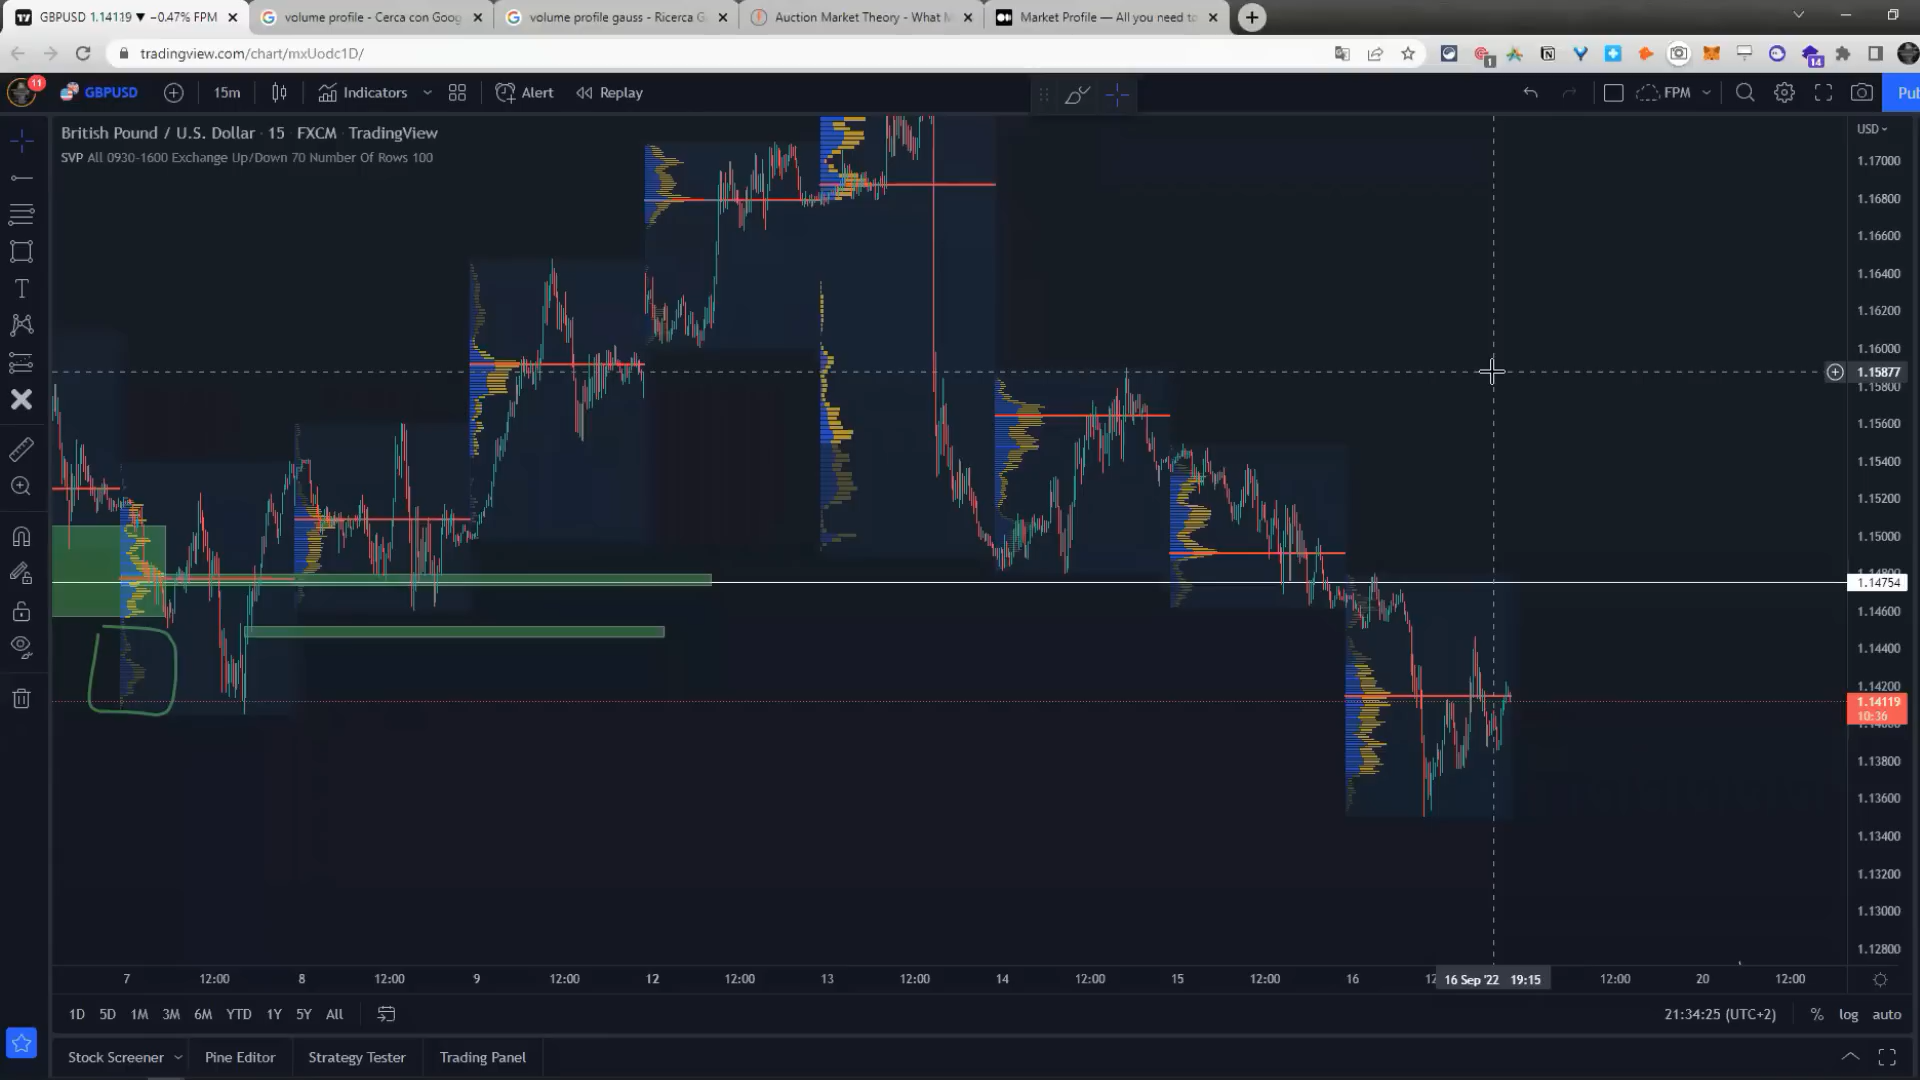 GBPUSD 1.14119 ▼ −0.47% FPM
volume profile - Cerca con Goog
volume profile gauss - Ricerca G
Auction Market Theory - What M
Market Profile — All you need to
tradingview.com/chart/mxUodc1D/
1
14
11
GBPUSD
15m
Indicators
Alert
Replay
FPM
Pub
British Pound / U.S. Dollar · 15 · FXCM · TradingView
SVP All 0930-1600 Exchange Up/Down 70 Number Of Rows 100
USD
1.17000
1.16800
1.16600
1.16400
1.16200
1.16000
1.15877
1.15800
1.15600
1.15400
1.15200
1.15000
1.14754
1.14600
1.14400
1.14200
1.14119
10:36
1.13800
1.13600
1.13400
1.13200
1.13000
1.12800
7 12:00 8 12:00 9 12:00 12 12:00 13 12:00 14 12:00 15 12:00 16 16 Sep '22 19:15 12:00 20 12:00
1D 5D 1M 3M 6M YTD 1Y 5Y All
21:34:25 (UTC+2) % log auto
Stock Screener Pine Editor Strategy Tester Trading Panel